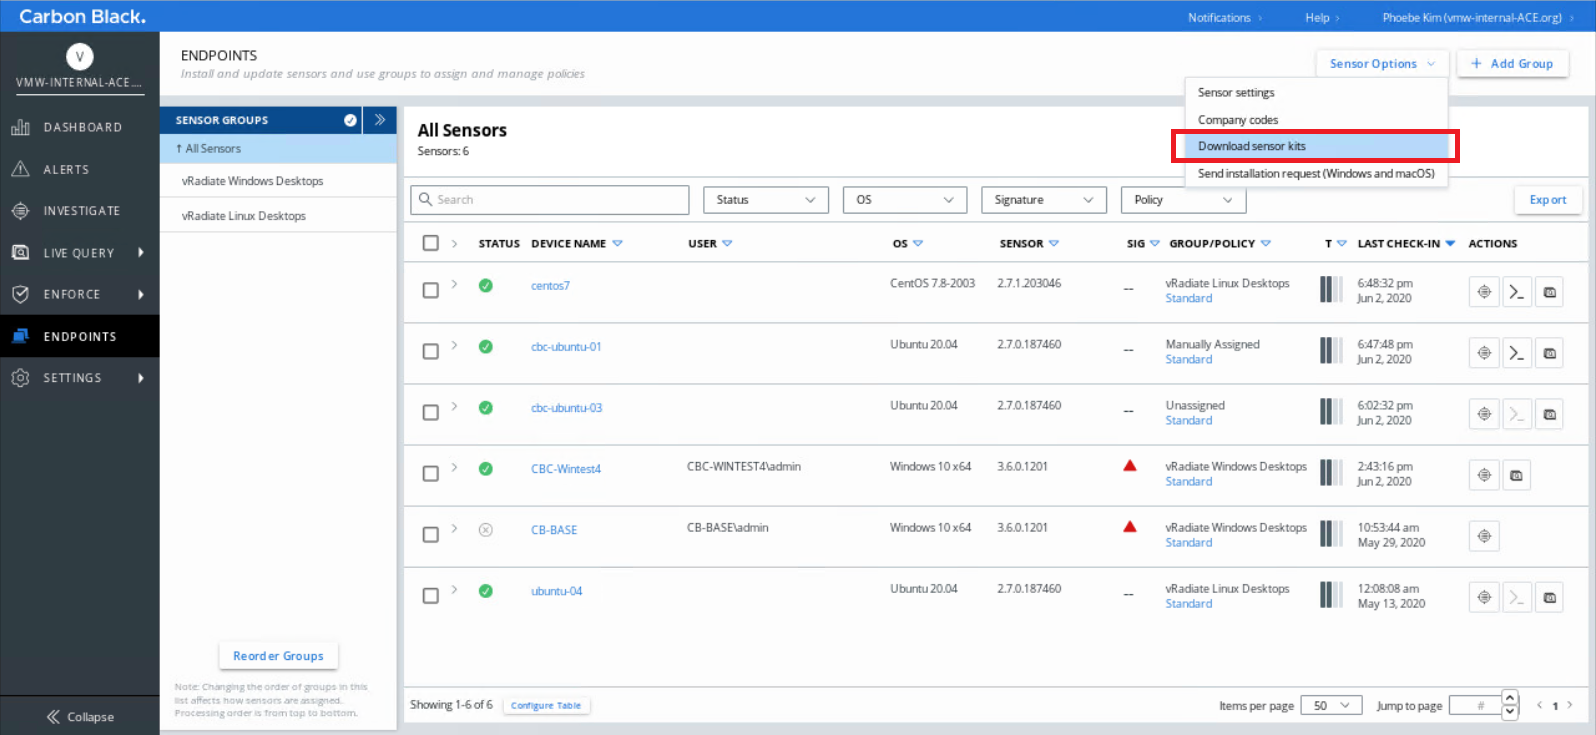 Carbon Black.
Notifications
Help
Phoebe Kim (vmw-internal-ACE.org)
V
VMW-INTERNAL-ACE....
DASHBOARD
ALERTS
INVESTIGATE
LIVE QUERY
ENFORCE
ENDPOINTS
SETTINGS
Collapse
ENDPOINTS
Install and update sensors and use groups to assign and manage policies
Sensor Options
+ Add Group
Sensor settings
Company codes
Download sensor kits
Send installation request (Windows and macOS)
SENSOR GROUPS
↑ All Sensors
vRadiate Windows Desktops
vRadiate Linux Desktops
Reorder Groups
Note: Changing the order of groups in this
list affects how sensors are assigned.
Processing order is from top to bottom.
All Sensors
Sensors: 6
Search
Status
OS
Signature
Policy
Export
STATUS DEVICE NAME USER OS SENSOR SIG GROUP/POLICY T LAST CHECK-IN ACTIONS
centos7 CentOS 7.8-2003 2.7.1.203046 -- vRadiate Linux Desktops 6:48:32 pm
Standard Jun 2, 2020
cbc-ubuntu-01 Ubuntu 20.04 2.7.0.187460 -- Manually Assigned 6:47:48 pm
Standard Jun 2, 2020
cbc-ubuntu-03 Ubuntu 20.04 2.7.0.187460 -- Unassigned 6:02:32 pm
Standard Jun 2, 2020
CBC-Wintest4 CBC-WINTEST4\admin Windows 10 x64 3.6.0.1201 vRadiate Windows Desktops 2:43:16 pm
Standard Jun 2, 2020
CB-BASE CB-BASE\admin Windows 10 x64 3.6.0.1201 vRadiate Windows Desktops 10:53:44 am
Standard May 29, 2020
ubuntu-04 Ubuntu 20.04 2.7.0.187460 -- vRadiate Linux Desktops 12:08:08 am
Standard May 13, 2020
Showing 1-6 of 6 Configure Table
Items per page 50 Jump to page # < 1 >